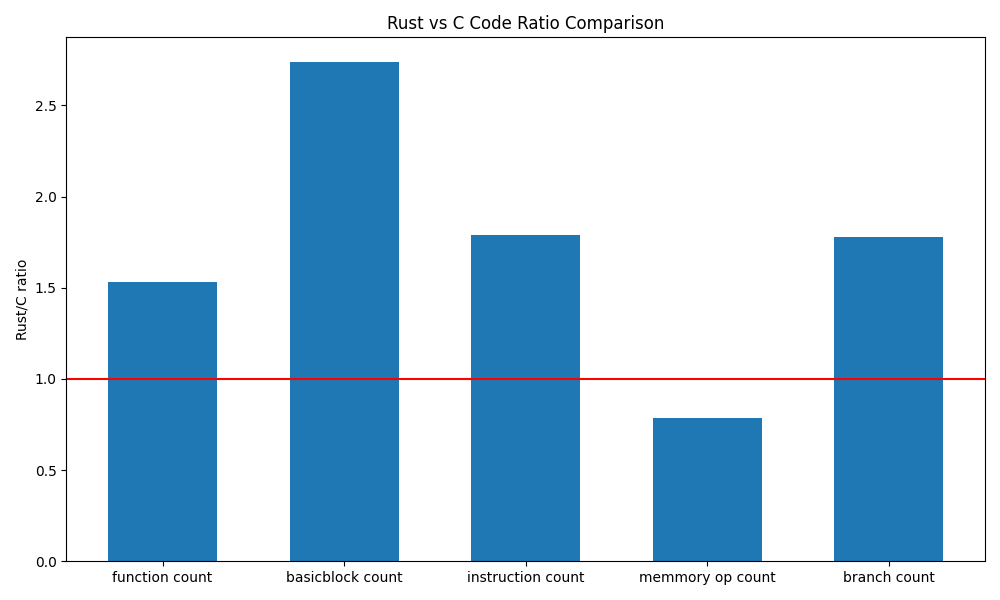 Rust vs C Code Ratio Comparison
Rust/C ratio
2.5
2.0
1.5
1.0
0.5
0.0
function count
basicblock count
instruction count
memmory op count
branch count